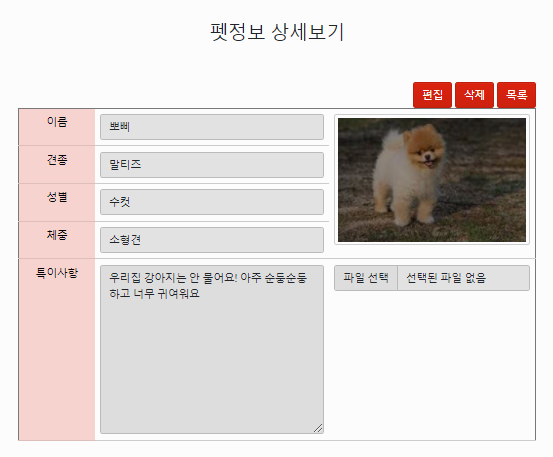 펫정보 상세보기
편집 삭제 목록
이름 뽀삐
견종 말티즈
성별 수컷
체중 소형견
특이사항 우리집 강아지는 안 물어요! 아주 순둥순둥
하고 너무 귀여워요
파일 선택 선택된 파일 없음